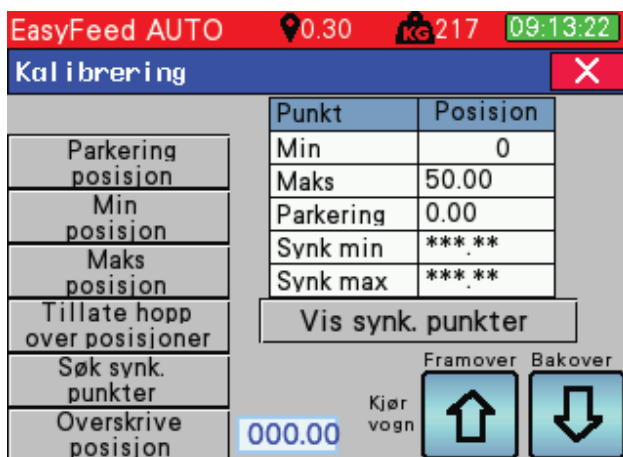 EasyFeed AUTO 0.30 KG 217 09:13:22
Kalibrering X
Punkt Posisjon
Min 0
Maks 50.00
Parkering 0.00
Synk min ***.**
Synk max ***.**
Vis synk. punkter
Parkering
posisjon
Min
posisjon
Maks
posisjon
Tillate hopp
over posisjoner
Søk synk.
punkter
Overskrive
posisjon
000.00
Kjør
vogn
Framover Bakover